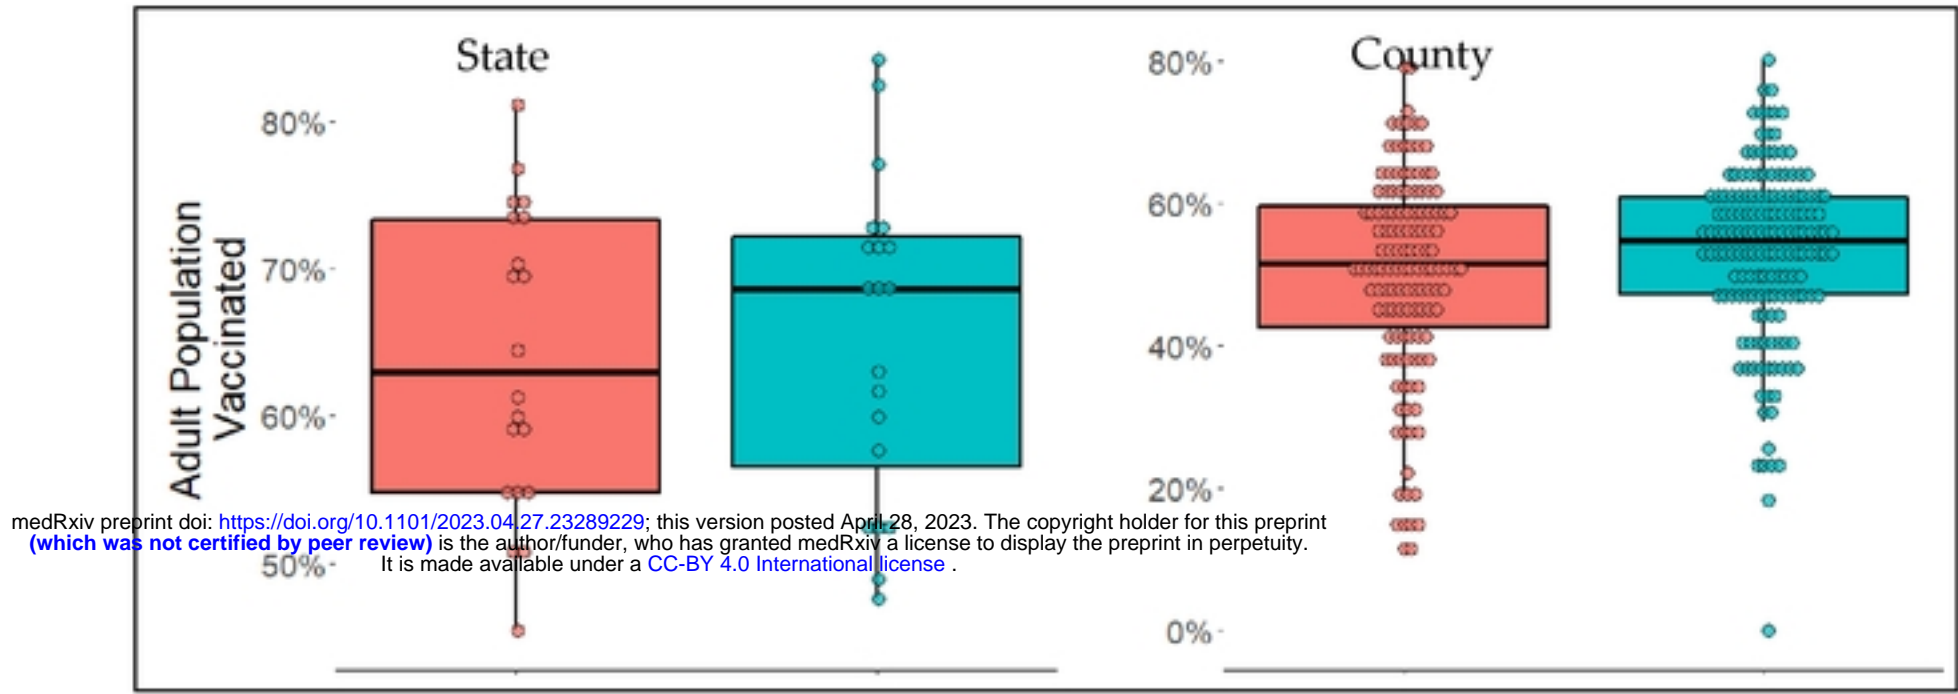 State
County
80%
70%
60%
50%
80%
60%
40%
20%
0%
Adult Population
Vaccinated
medRxiv preprint doi: https://doi.org/10.1101/2023.04.27.23289229; this version posted April 28, 2023. The copyright holder for this preprint
(which was not certified by peer review) is the author/funder, who has granted medRxiv a license to display the preprint in perpetuity.
It is made available under a CC-BY 4.0 International license .